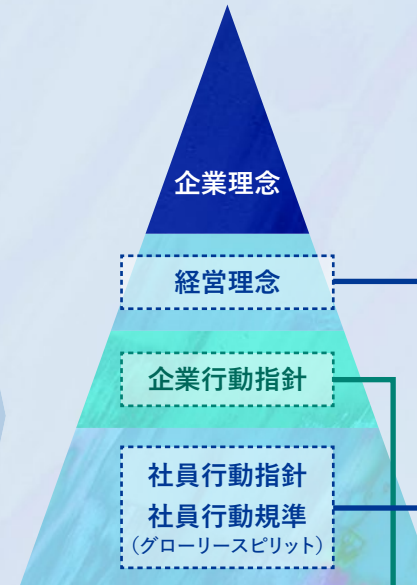 企業理念
経営理念
企業行動指針
社員行動指針
社員行動規準
（グローリースピリット）